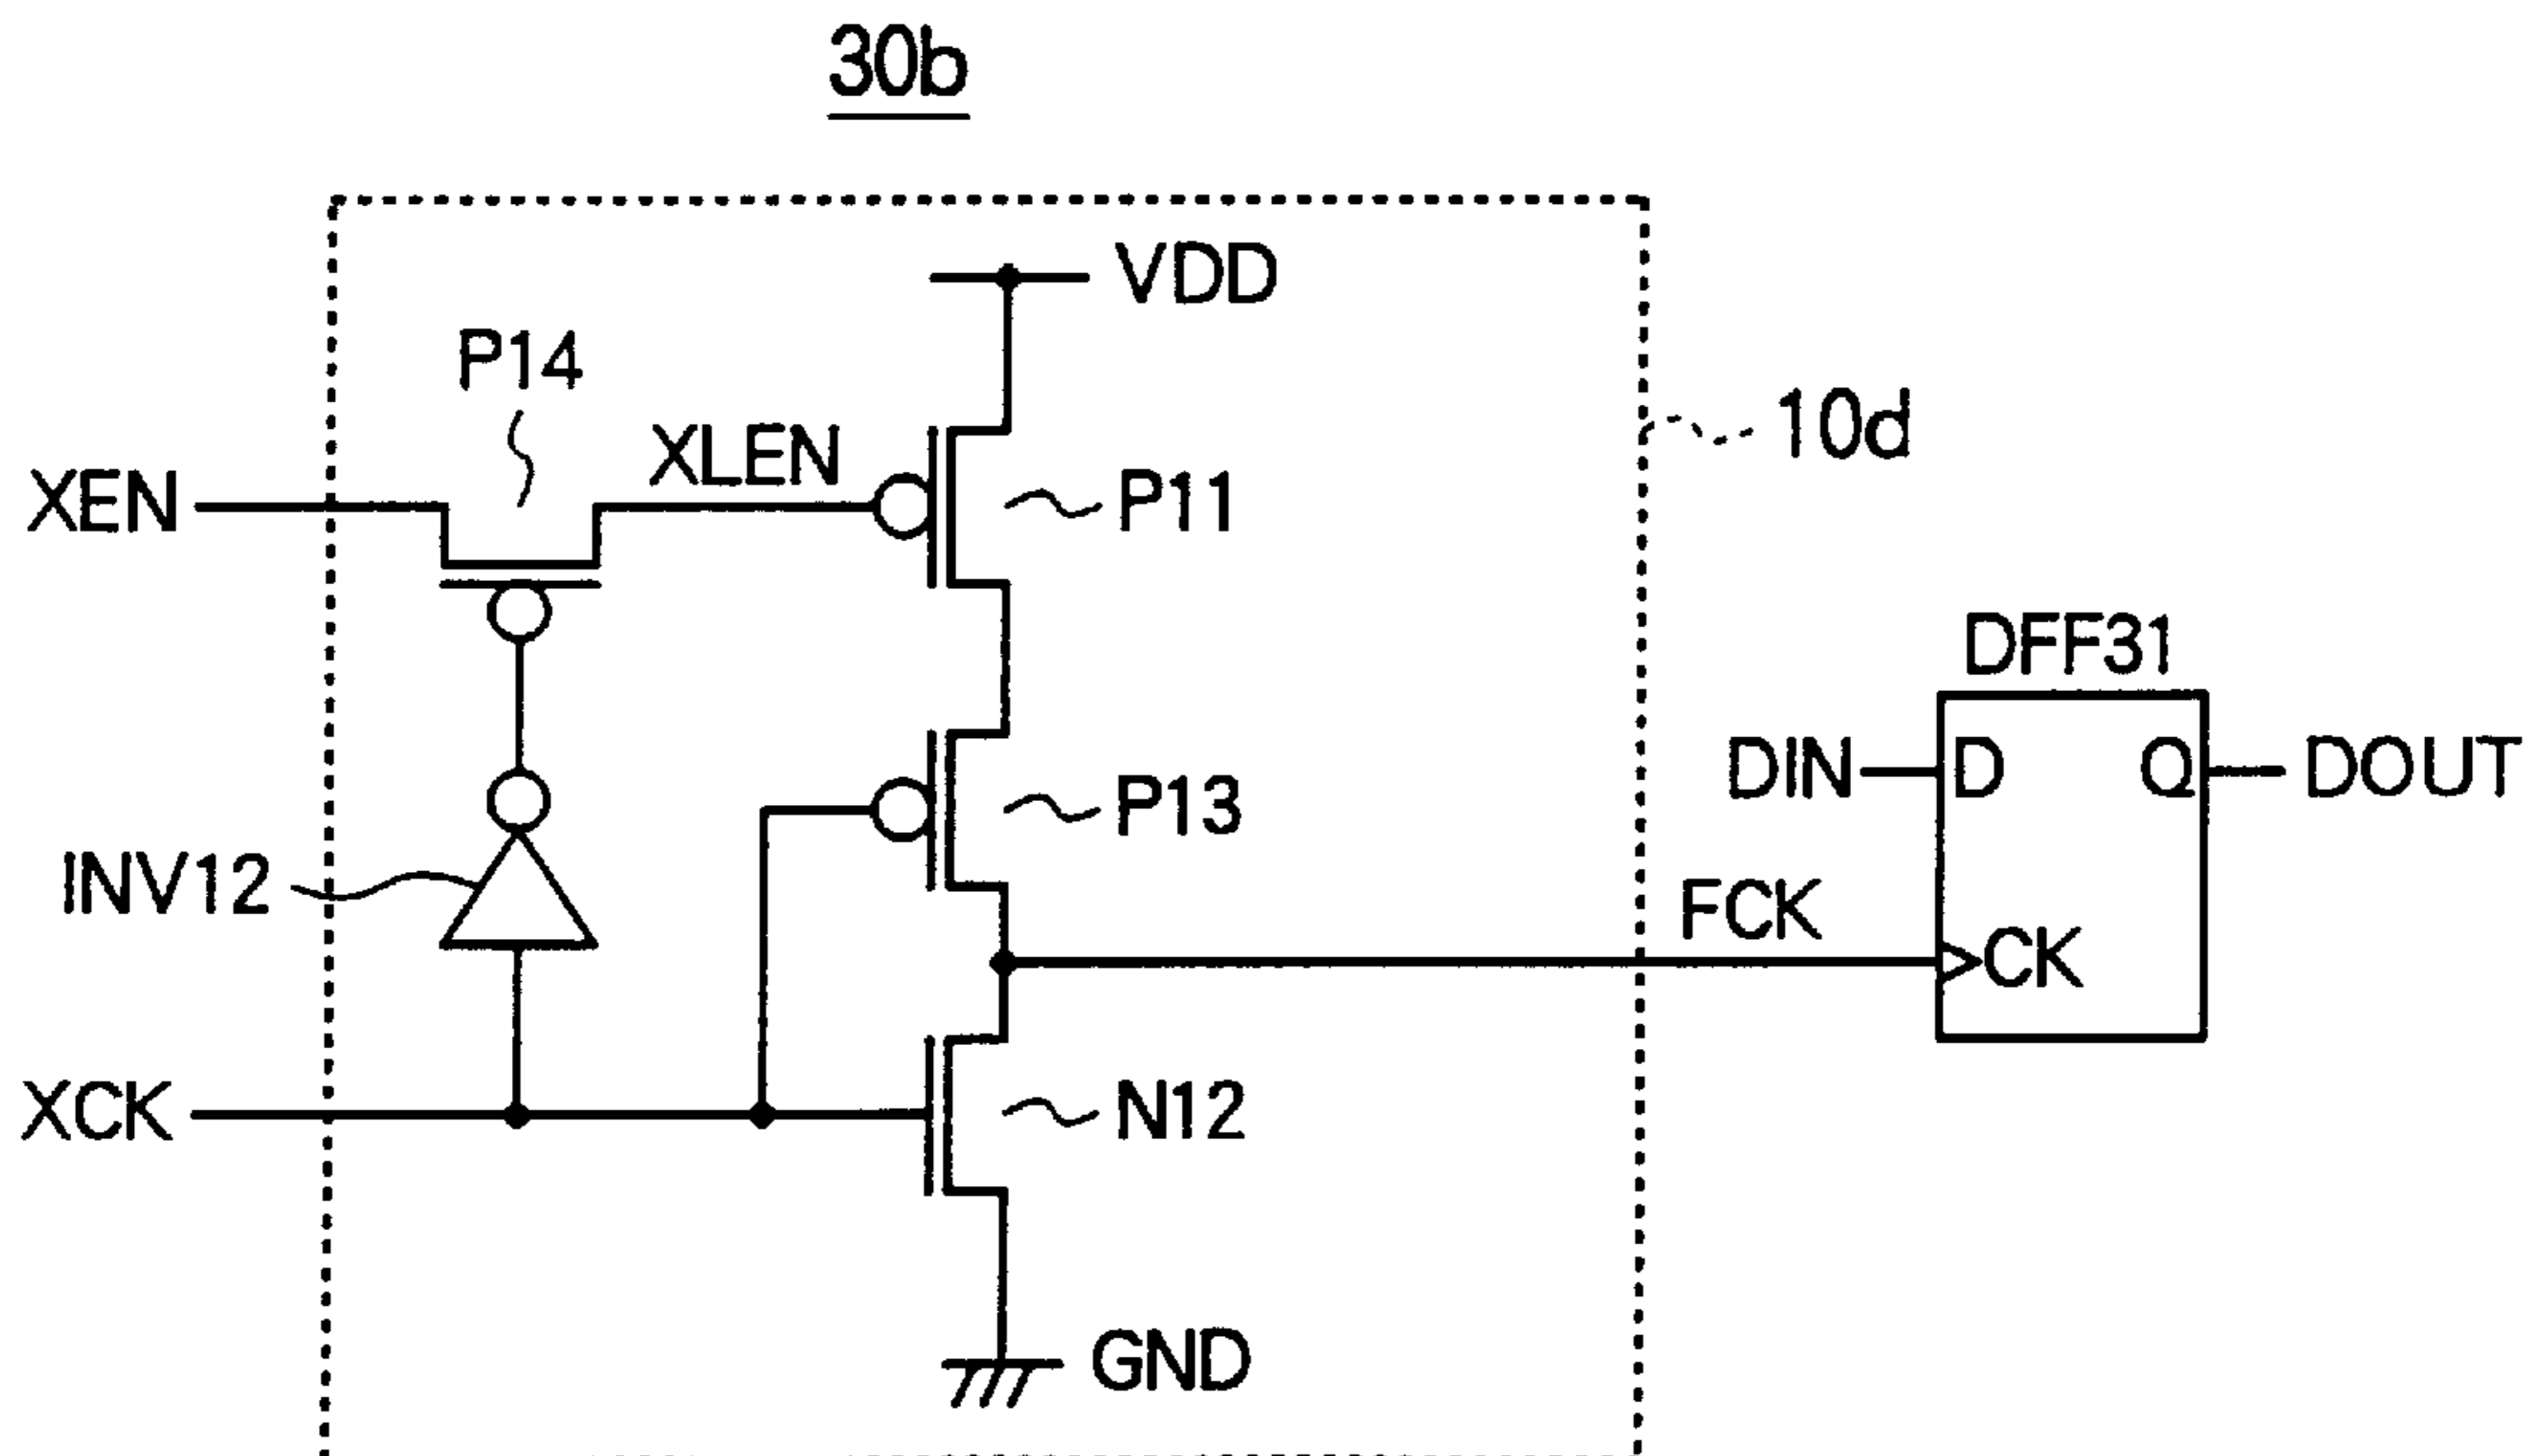 30b
VDD
P14
10d
XLEN
XEN
P11
DFF31
P13
DIN
D
Q
DOUT
INV12
FCK
CK
XCK
N12
GND